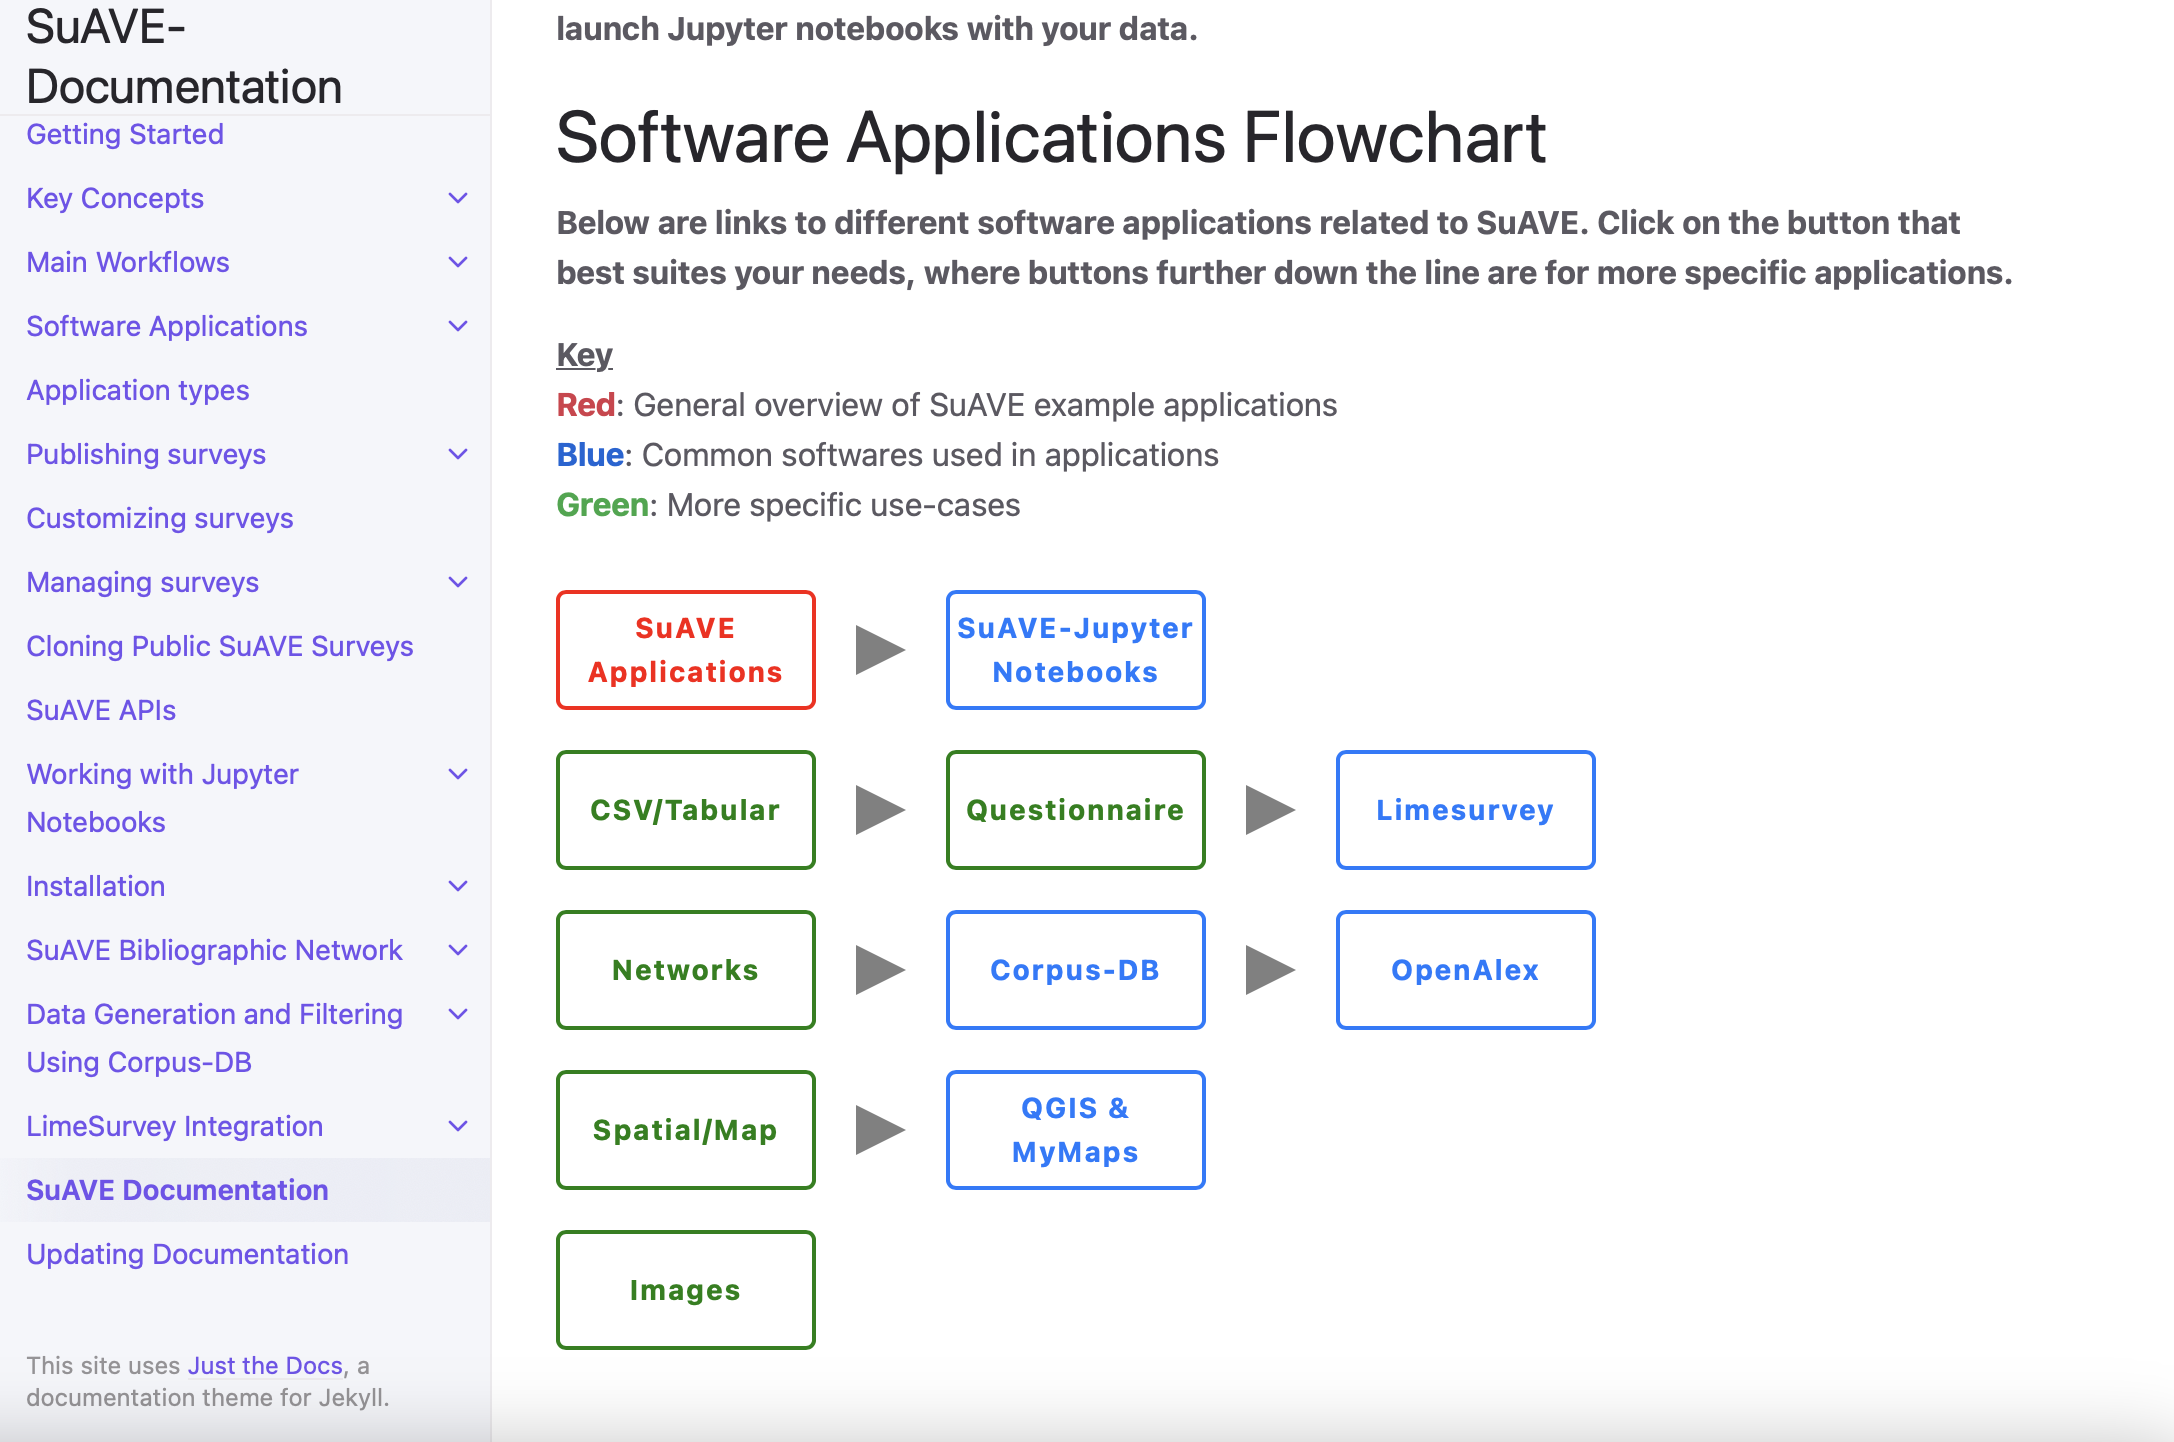 SuAVE-
Documentation
Getting Started
Key Concepts
Main Workflows
Software Applications
Application types
Publishing surveys
Customizing surveys
Managing surveys
Cloning Public SuAVE Surveys
SuAVE APIs
Working with Jupyter
Notebooks
Installation
SuAVE Bibliographic Network
Data Generation and Filtering
Using Corpus-DB
LimeSurvey Integration
SuAVE Documentation
Updating Documentation
This site uses Just the Docs, a
documentation theme for Jekyll.
launch Jupyter notebooks with your data.
Software Applications Flowchart
Below are links to different software applications related to SuAVE. Click on the button that
best suites your needs, where buttons further down the line are for more specific applications.
Key
Red: General overview of SuAVE example applications
Blue: Common softwares used in applications
Green: More specific use-cases
SuAVE
Applications
SuAVE-Jupyter
Notebooks
CSV/Tabular
Questionnaire
Limesurvey
Networks
Corpus-DB
OpenAlex
Spatial/Map
QGIS &
MyMaps
Images